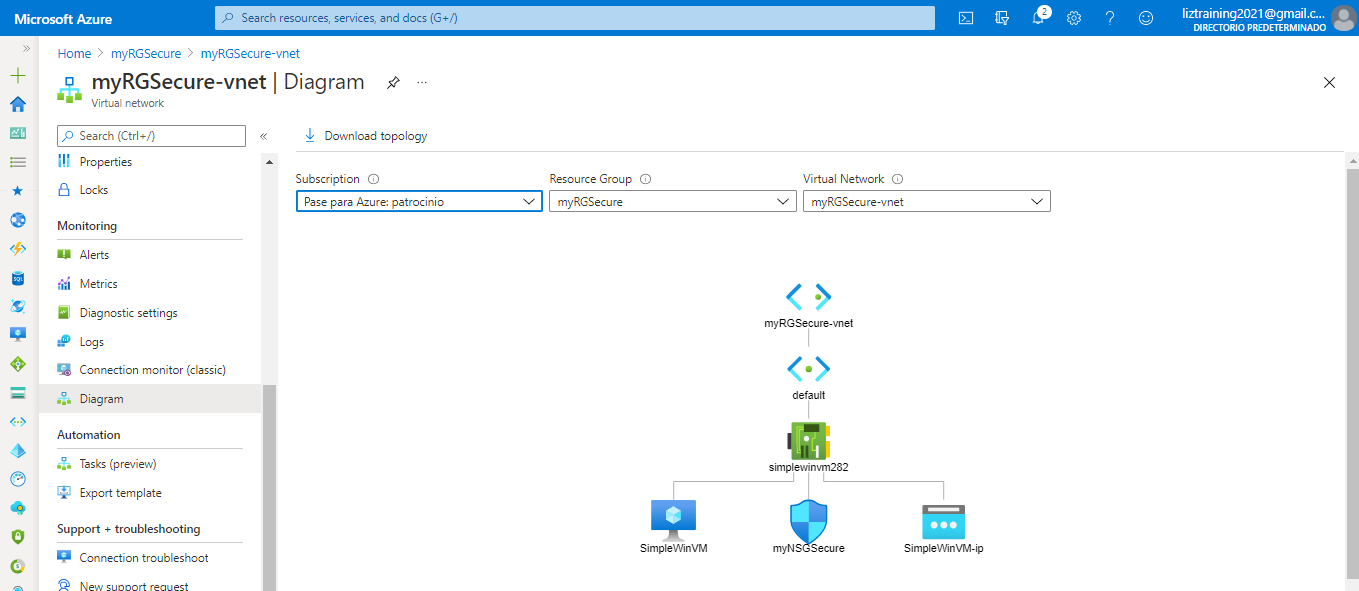 Microsoft Azure
Search resources, services, and docs (G+/)
2
liztraining2021@gmail.c...
DIRECTORIO PREDETERMINADO
Home > myRGSecure > myRGSecure-vnet
myRGSecure-vnet | Diagram
...
Virtual network
Search (Ctrl+/)
«
Download topology
Properties
Locks
Monitoring
Alerts
Metrics
Diagnostic settings
Logs
Connection monitor (classic)
Diagram
Automation
Tasks (preview)
Export template
Support + troubleshooting
Connection troubleshoot
New support request
Subscription
Resource Group
Virtual Network
Pase para Azure: patrocinio
myRGSecure
myRGSecure-vnet
myRGSecure-vnet
default
simplewinvm282
SimpleWinVM
myNSGSecure
SimpleWinVM-ip
SQL